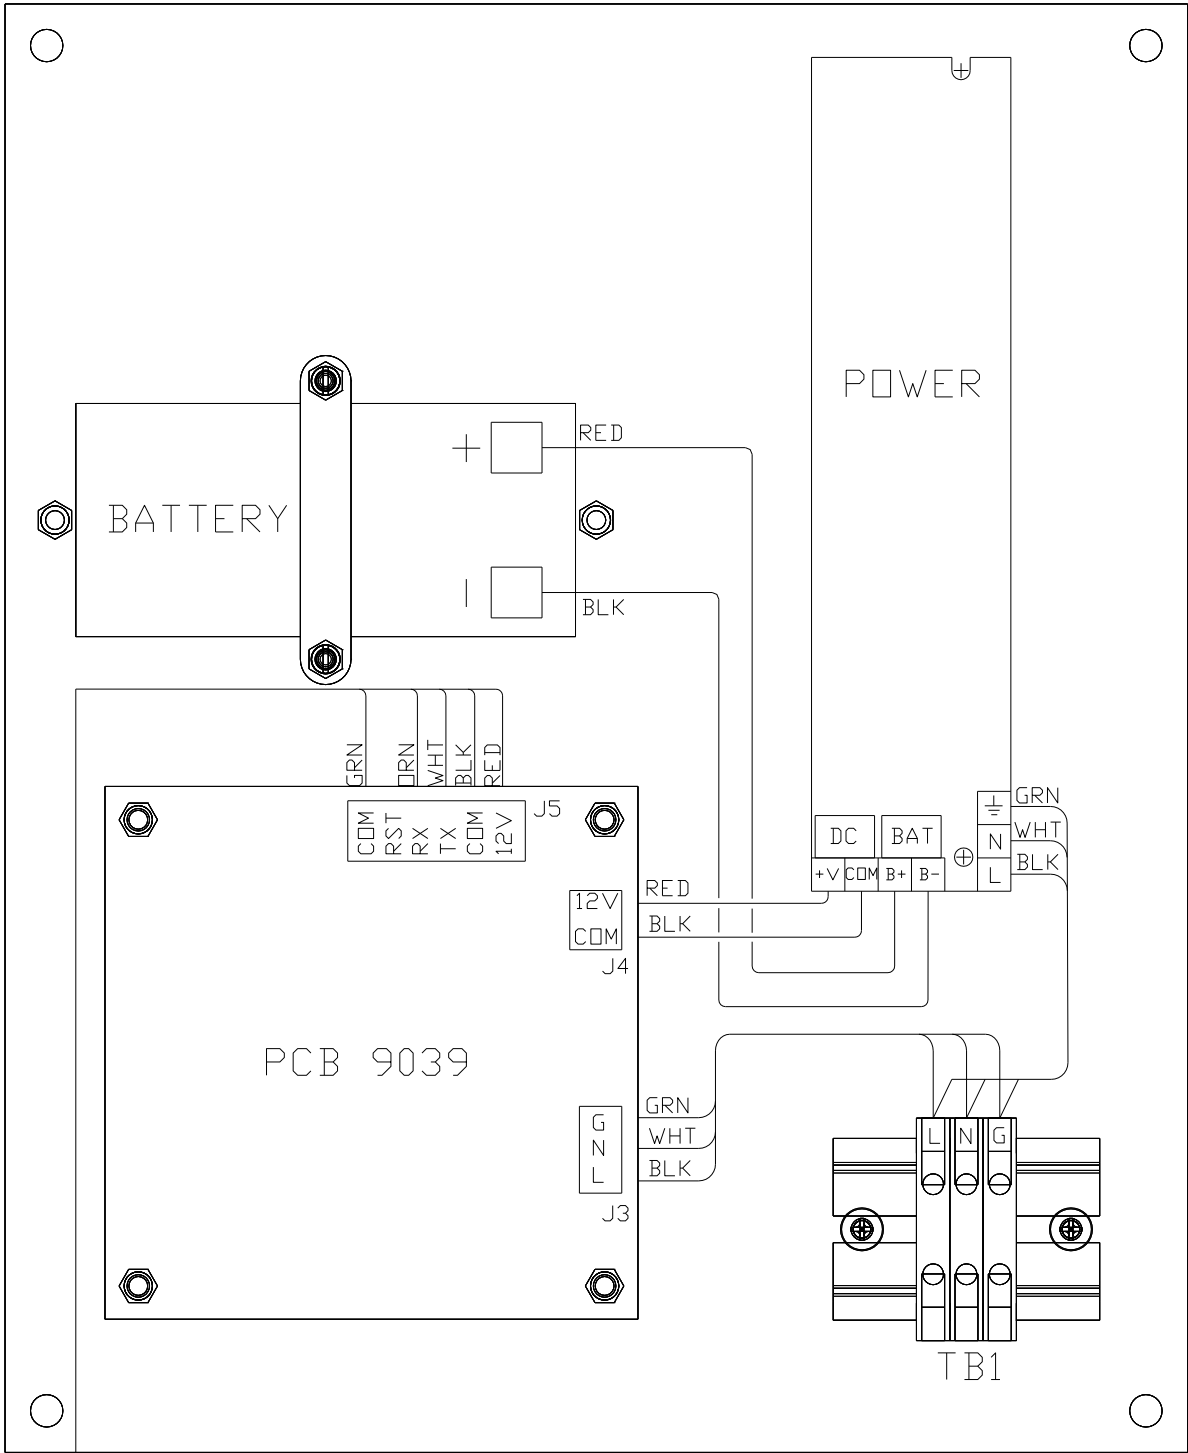 POWER
+
RED
BATTERY
−
BLK
GRN
ORN
WHT
BLK
RED
J5
COM
RST
RX
TX
COM
12V
GRN
WHT
BLK
N
L
DC
BAT
+V
COM
B+
B-
RED
BLK
12V
COM
J4
PCB 9039
GRN
WHT
BLK
G
N
L
J3
L
N
G
TB1